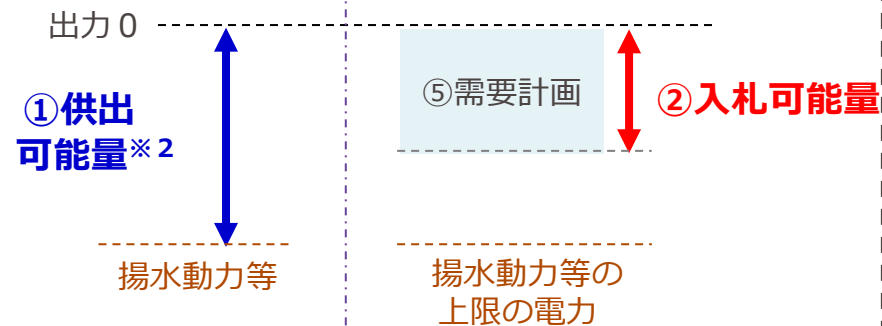 出力０
①供出
可能量※２
揚水動力等
⑤需要計画
②入札可能量
揚水動力等の
上限の電力